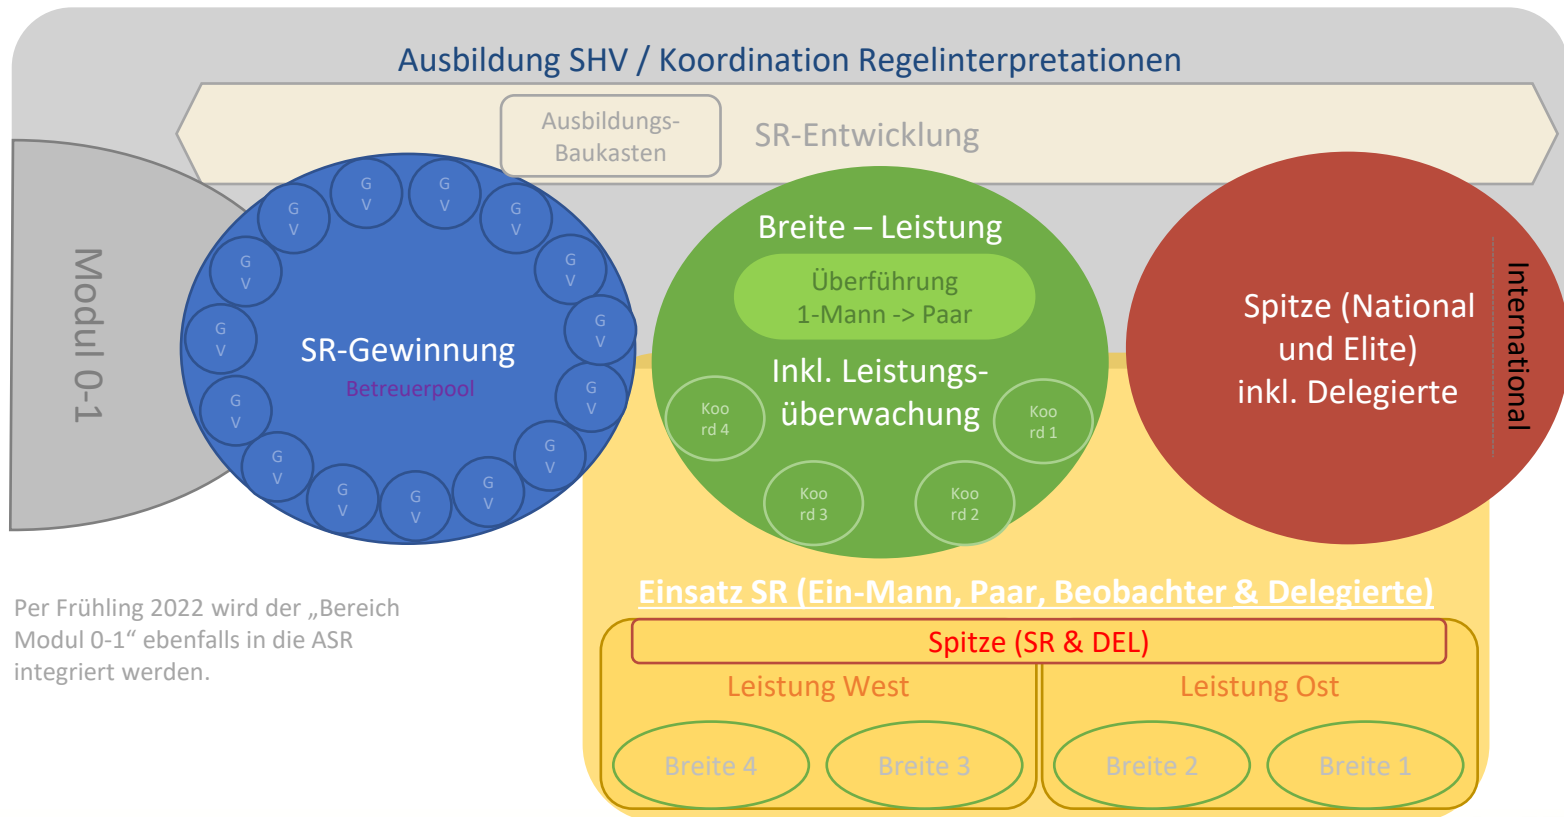 Ausbildung SHV / Koordination Regelinterpretationen
Ausbildungs-
Baukasten
SR-Entwicklung
Modul 0-1
G
V
G
V
G
V
G
V
G
V
G
V
G
V
G
V
G
V
G
V
G
V
G
V
G
V
G
V
G
V
SR-Gewinnung
Betreuerpool
Breite – Leistung
Überführung
1-Mann -> Paar
Inkl. Leistungs-
überwachung
Koo
rd 4
Koo
rd 1
Koo
rd 3
Koo
rd 2
Spitze (National
und Elite)
inkl. Delegierte
International
Per Frühling 2022 wird der „Bereich
Modul 0-1“ ebenfalls in die ASR
integriert werden.
Einsatz SR (Ein-Mann, Paar, Beobachter & Delegierte)
Spitze (SR & DEL)
Leistung West
Leistung Ost
Breite 4
Breite 3
Breite 2
Breite 1